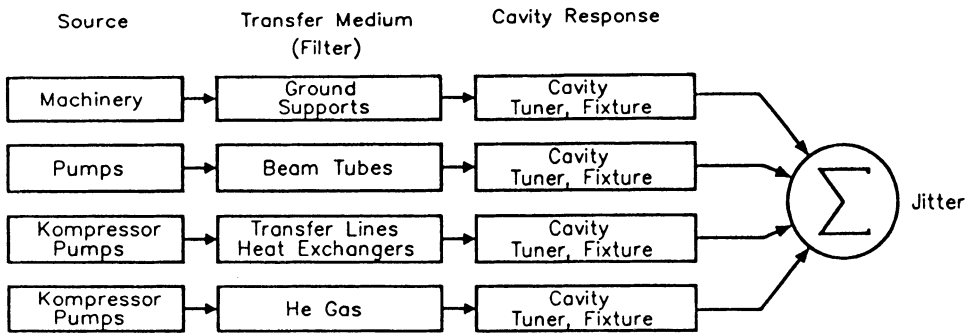 Source
Transfer Medium
(Filter)
Cavity Response
Machinery
Ground
Supports
Cavity
Tuner, Fixture
Pumps
Beam Tubes
Cavity
Tuner, Fixture
Kompressor
Pumps
Transfer Lines
Heat Exchangers
Cavity
Tuner, Fixture
Kompressor
Pumps
He Gas
Cavity
Tuner, Fixture
Σ
Jitter